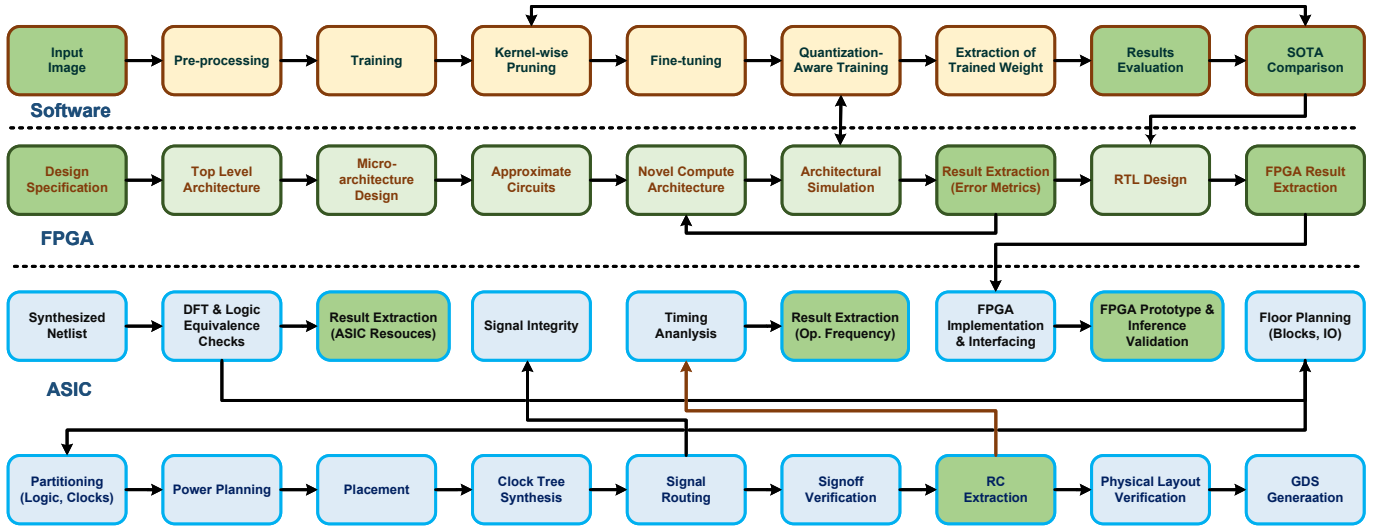 Input
Image
Pre-processing
Training
Kernel-wise
Pruning
Fine-tuning
Quantization-
Aware Training
Extraction of
Trained Weight
Results
Evaluation
SOTA
Comparison
Software
Design
Specification
Top Level
Architecture
Micro-
architecture
Design
Approximate
Circuits
Novel Compute
Architecture
Architectural
Simulation
Result Extraction
(Error Metrics)
RTL Design
FPGA Result
Extraction
FPGA
Synthesized
Netlist
DFT & Logic
Equivalence
Checks
Result Extraction
(ASIC Resouces)
Signal Integrity
Timing
Ananlysis
Result Extraction
(Op. Frequency)
FPGA
Implementation
& Interfacing
FPGA Prototype &
Inference
Validation
Floor Planning
(Blocks, IO)
ASIC
Partitioning
(Logic, Clocks)
Power Planning
Placement
Clock Tree
Synthesis
Signal
Routing
Signoff
Verification
RC
Extraction
Physical Layout
Verification
GDS
Generaation